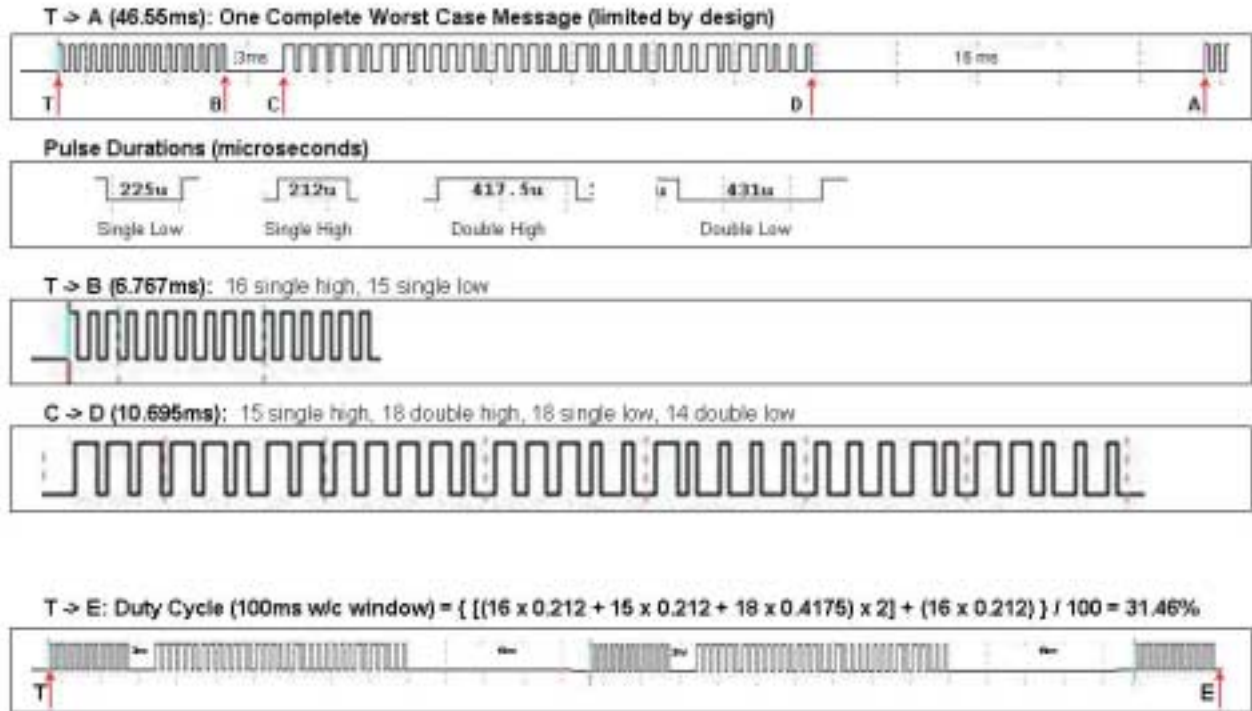 T -> A (46.55ms): One Complete Worst Case Message (limited by design)
3ms
16 ms
T B C D A
Pulse Durations (microseconds)
225u 212u 417.5u u 431u
Single Low Single High Double High Double Low
T -> B (6.767ms): 16 single high, 15 single low
C -> D (10.695ms): 15 single high, 18 double high, 18 single low, 14 double low
T -> E: Duty Cycle (100ms w/c window) = { [(16 x 0.212 + 15 x 0.212 + 18 x 0.4175) x 2] + (16 x 0.212) } / 100 = 31.46%
T E